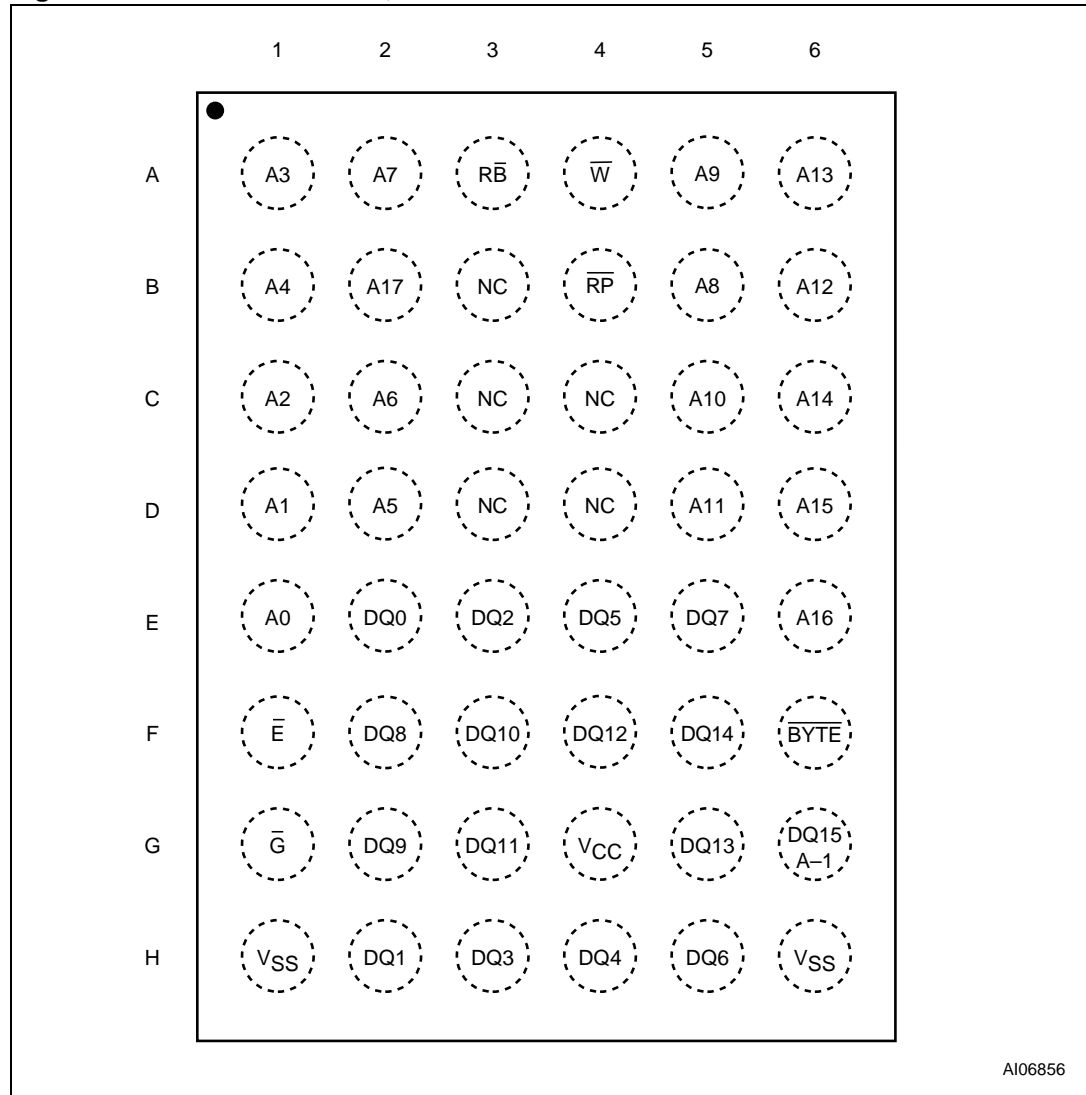 1 2 3 4 5 6
A A3 A7 RB̅ W̅ A9 A13
B A4 A17 NC R̅P̅ A8 A12
C A2 A6 NC NC A10 A14
D A1 A5 NC NC A11 A15
E A0 DQ0 DQ2 DQ5 DQ7 A16
F E̅ DQ8 DQ10 DQ12 DQ14 B̅Y̅T̅E̅
G G̅ DQ9 DQ11 VCC DQ13 DQ15 A–1
H VSS DQ1 DQ3 DQ4 DQ6 VSS
AI06856